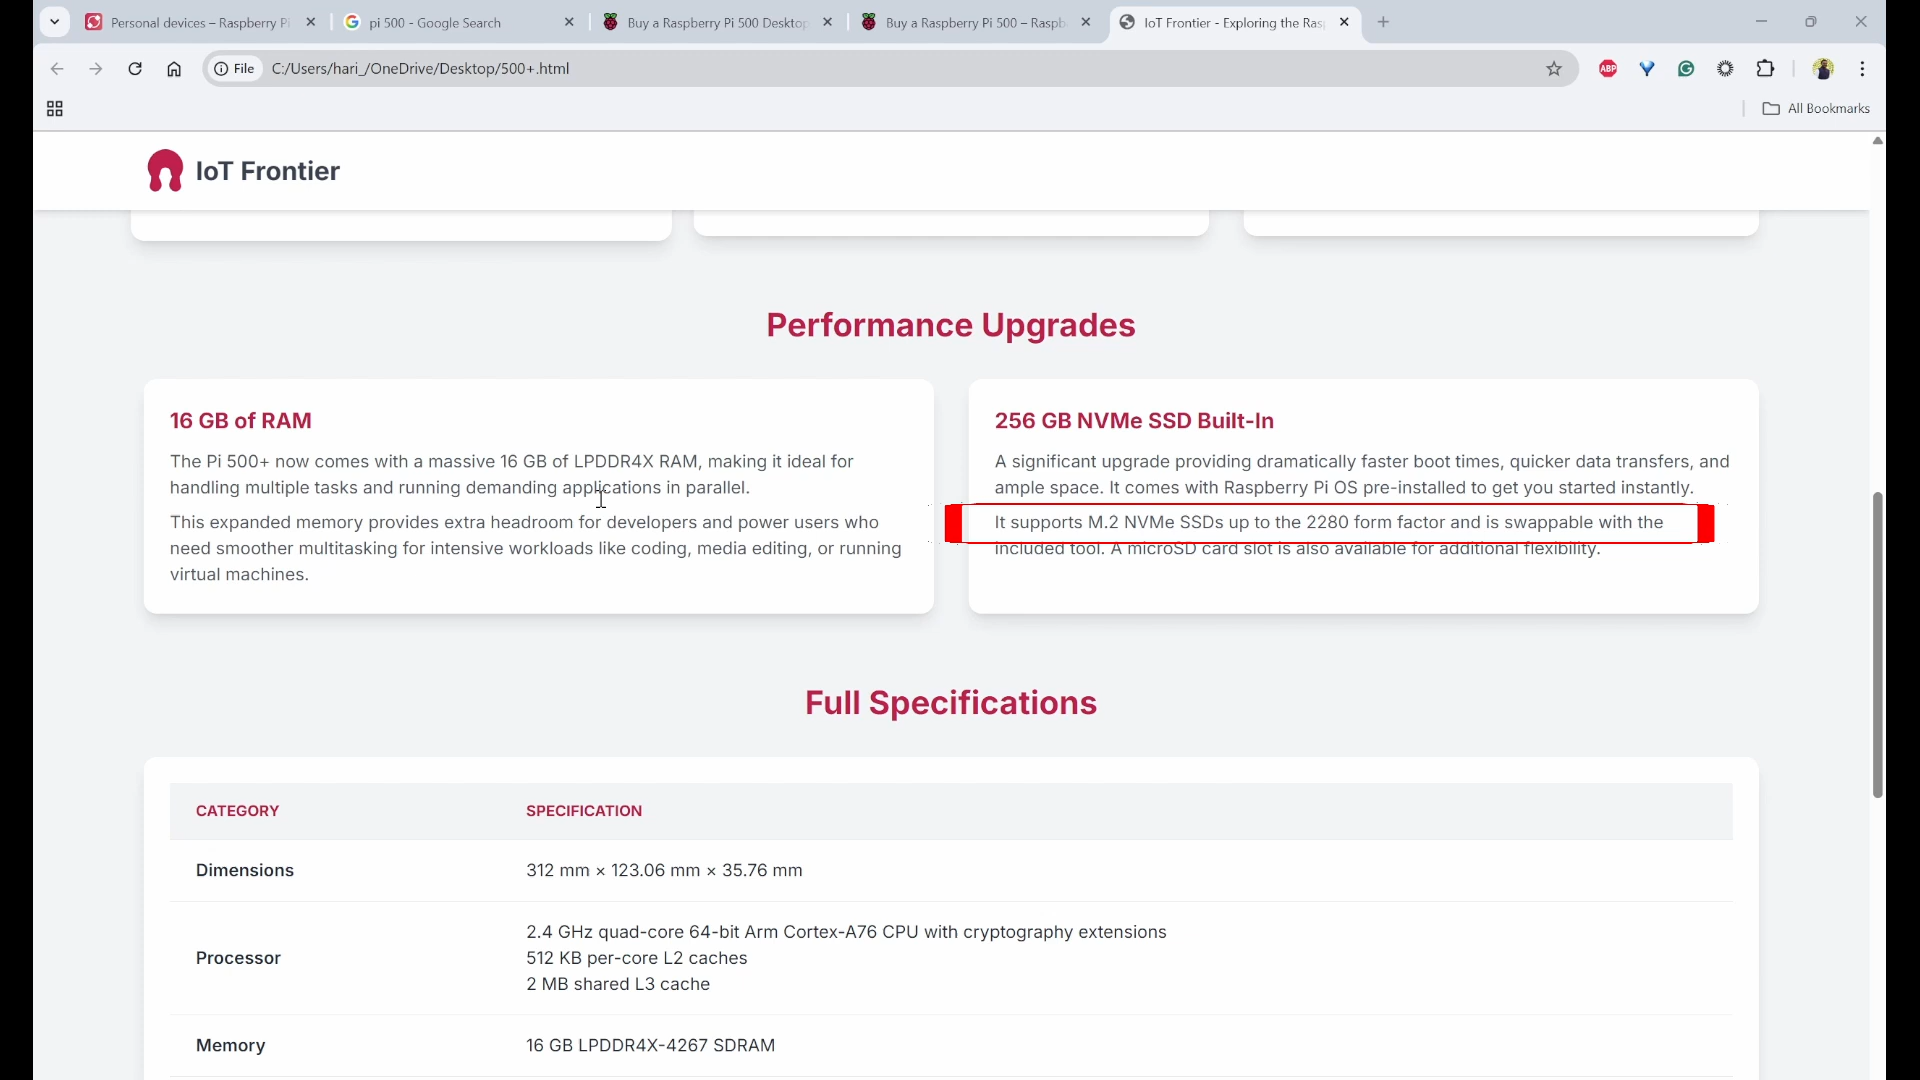 Personal devices – Raspberry Pi
pi 500 - Google Search
Buy a Raspberry Pi 500 Desktop
Buy a Raspberry Pi 500 – Raspb
IoT Frontier - Exploring the Ras
File
C:/Users/hari_/OneDrive/Desktop/500+.html
ABP
All Bookmarks
IoT Frontier
Performance Upgrades
16 GB of RAM
The Pi 500+ now comes with a massive 16 GB of LPDDR4X RAM, making it ideal for
handling multiple tasks and running demanding applications in parallel.
This expanded memory provides extra headroom for developers and power users who
need smoother multitasking for intensive workloads like coding, media editing, or running
virtual machines.
256 GB NVMe SSD Built-In
A significant upgrade providing dramatically faster boot times, quicker data transfers, and
ample space. It comes with Raspberry Pi OS pre-installed to get you started instantly.
It supports M.2 NVMe SSDs up to the 2280 form factor and is swappable with the
included tool. A microSD card slot is also available for additional flexibility.
Full Specifications
CATEGORY SPECIFICATION
Dimensions 312 mm × 123.06 mm × 35.76 mm
Processor
2.4 GHz quad-core 64-bit Arm Cortex-A76 CPU with cryptography extensions
512 KB per-core L2 caches
2 MB shared L3 cache
Memory 16 GB LPDDR4X-4267 SDRAM